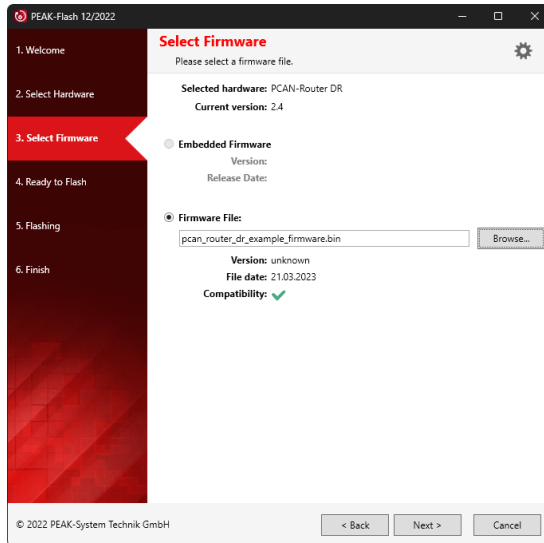 PEAK-Flash 12/2022
1. Welcome
2. Select Hardware
3. Select Firmware
4. Ready to Flash
5. Flashing
6. Finish
Select Firmware
Please select a firmware file.
Selected hardware: PCAN-Router DR
Current version: 2.4
Embedded Firmware
Version:
Release Date:
Firmware File:
pcan_router_dr_example_firmware.bin
Browse...
Version: unknown
File date: 21.03.2023
Compatibility:
© 2022 PEAK-System Technik GmbH
< Back
Next >
Cancel